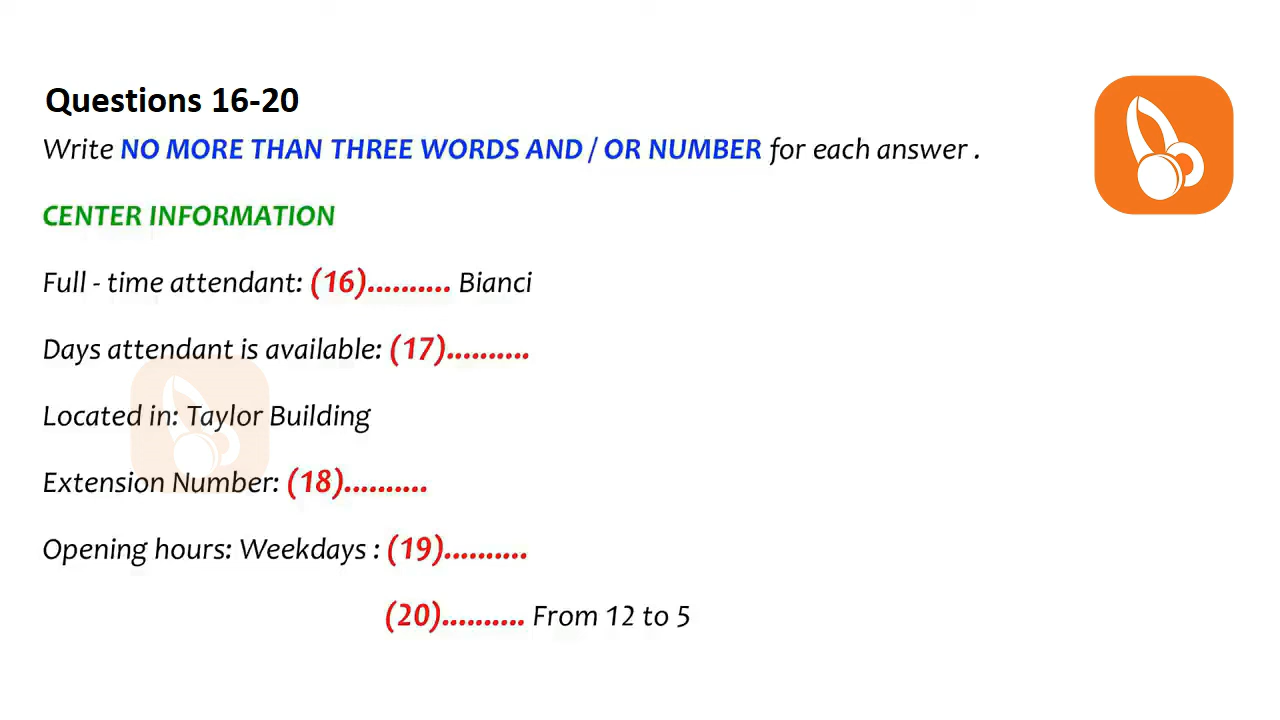 Questions 16-20
Write NO MORE THAN THREE WORDS AND / OR NUMBER for each answer .
CENTER INFORMATION
Full - time attendant: (16).......... Bianci
Days attendant is available: (17)..........
Located in: Taylor Building
Extension Number: (18)..........
Opening hours: Weekdays : (19)..........
(20).......... From 12 to 5